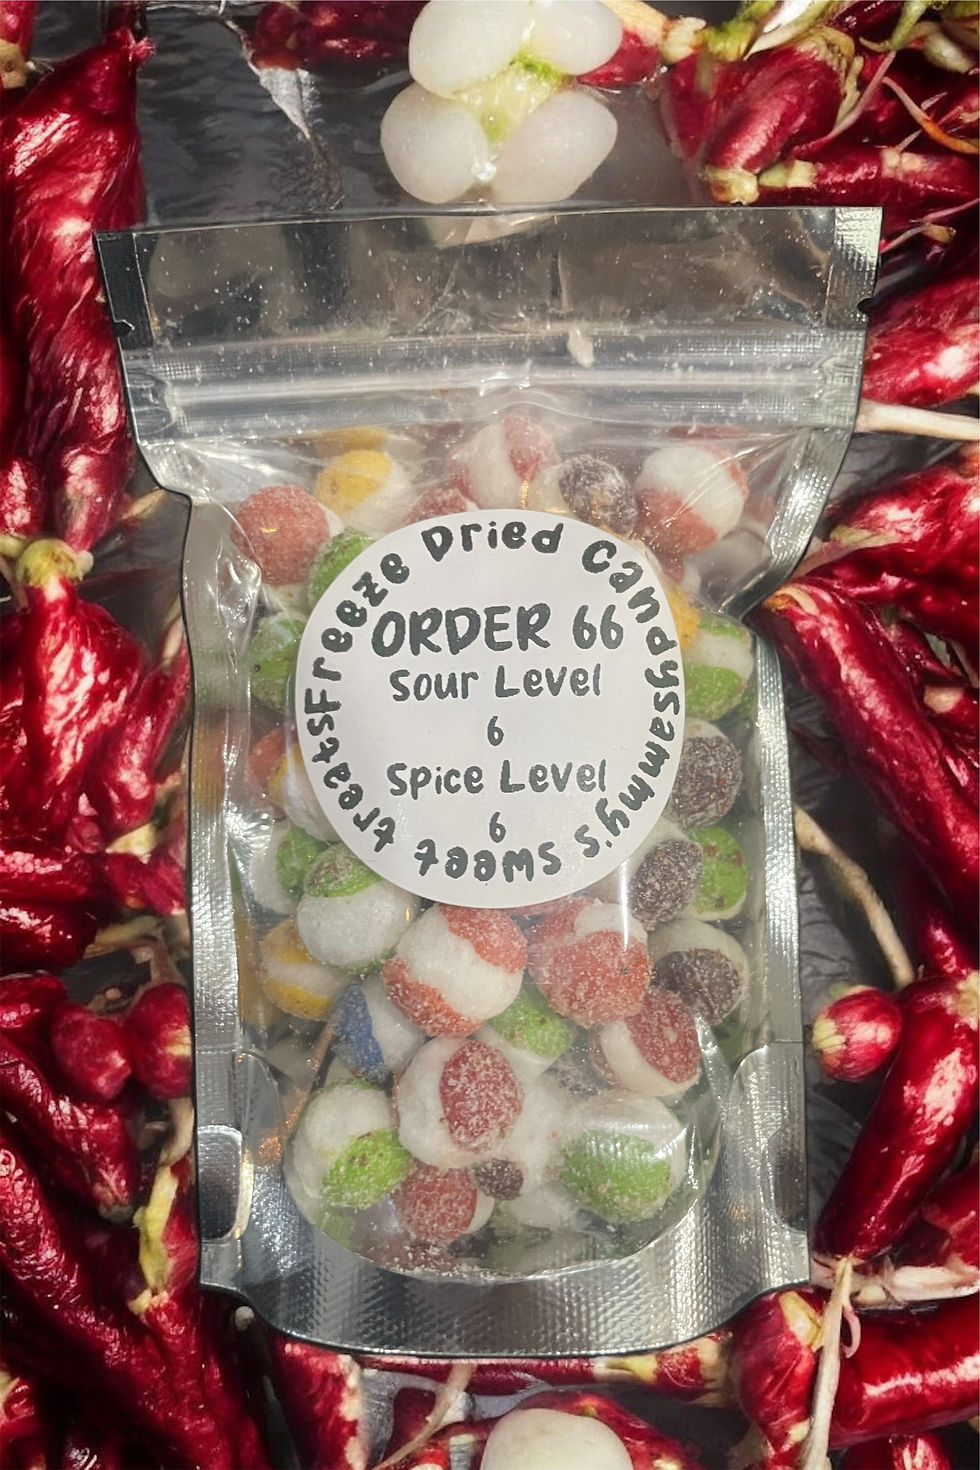 Freeze Dried Candy
ORDER 66
Sour Level
6
Spice Level
6
sammy's sweet treats